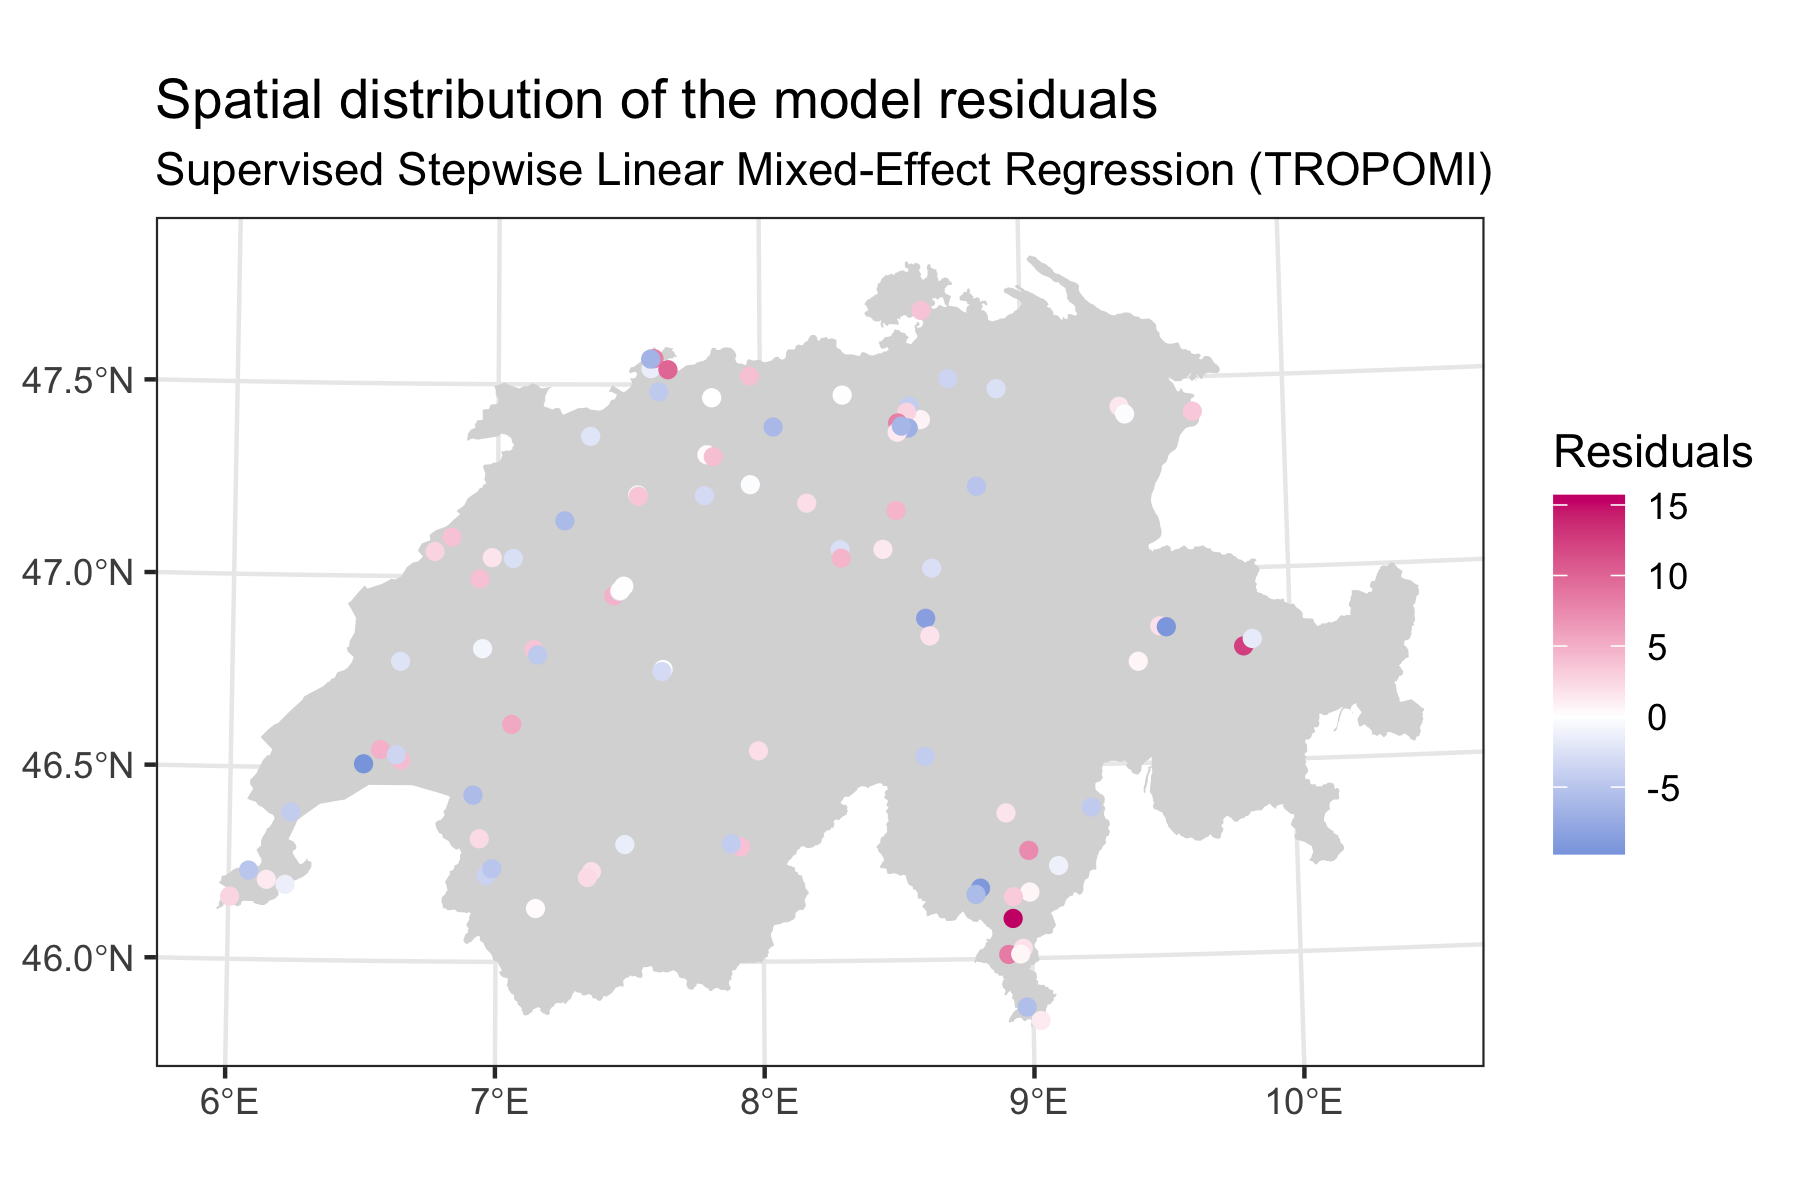 Spatial distribution of the model residuals
Supervised Stepwise Linear Mixed-Effect Regression (TROPOMI)
47.5°N
47.0°N
46.5°N
46.0°N
6°E
7°E
8°E
9°E
10°E
Residuals
15
10
5
0
-5